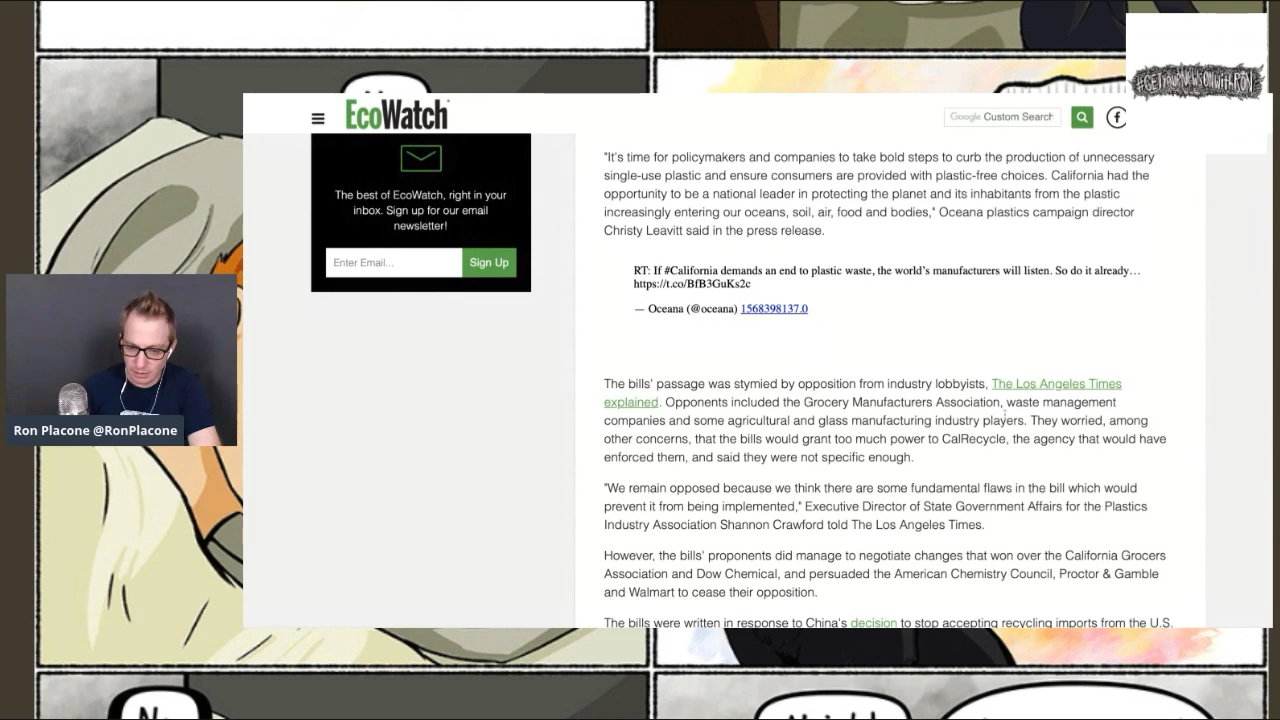 #GETYOURNEWSONWITHRON
EcoWatch
Google Custom Search
The best of EcoWatch, right in your
inbox. Sign up for our email
newsletter!
Enter Email...
Sign Up
"It's time for policymakers and companies to take bold steps to curb the production of unnecessary
single-use plastic and ensure consumers are provided with plastic-free choices. California had the
opportunity to be a national leader in protecting the planet and its inhabitants from the plastic
increasingly entering our oceans, soil, air, food and bodies," Oceana plastics campaign director
Christy Leavitt said in the press release.
RT: If #California demands an end to plastic waste, the world's manufacturers will listen. So do it already…
https://t.co/BfB3GuKs2c
— Oceana (@oceana) 1568398137.0
The bills' passage was stymied by opposition from industry lobbyists, The Los Angeles Times
explained. Opponents included the Grocery Manufacturers Association, waste management
companies and some agricultural and glass manufacturing industry players. They worried, among
other concerns, that the bills would grant too much power to CalRecycle, the agency that would have
enforced them, and said they were not specific enough.
"We remain opposed because we think there are some fundamental flaws in the bill which would
prevent it from being implemented," Executive Director of State Government Affairs for the Plastics
Industry Association Shannon Crawford told The Los Angeles Times.
However, the bills' proponents did manage to negotiate changes that won over the California Grocers
Association and Dow Chemical, and persuaded the American Chemistry Council, Proctor & Gamble
and Walmart to cease their opposition.
The bills were written in response to China's decision to stop accepting recycling imports from the U.S.
Ron Placone @RonPlacone